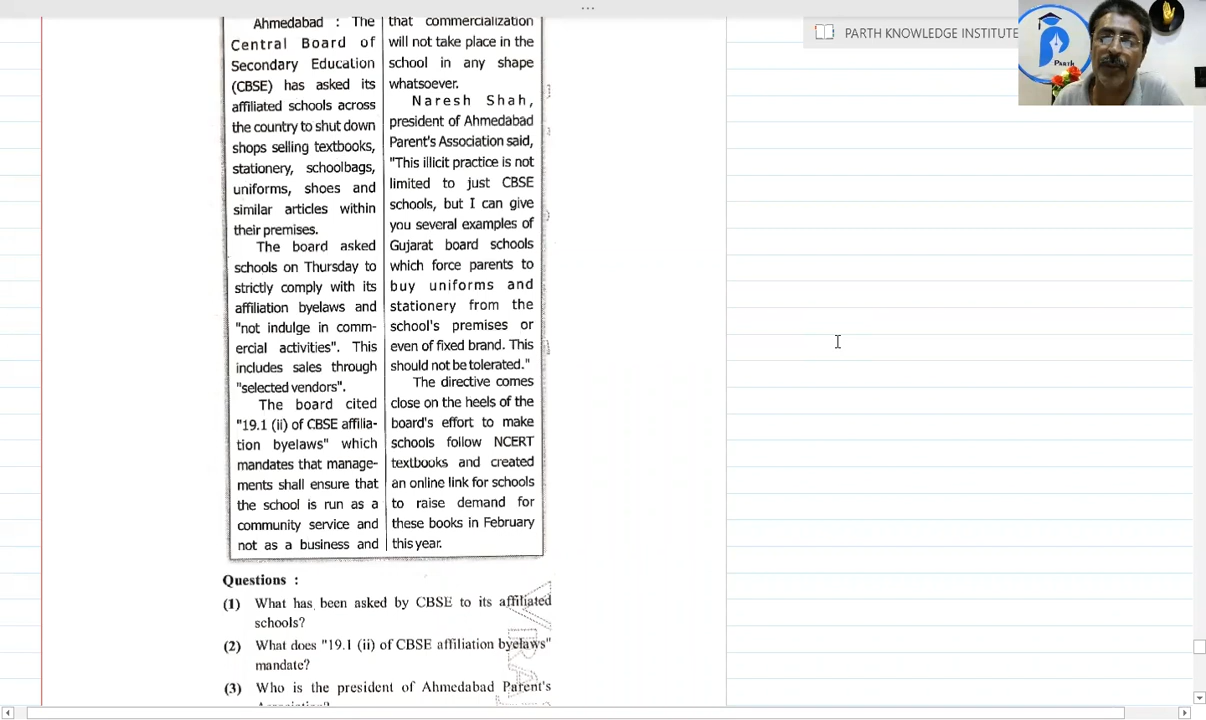 PARTH KNOWLEDGE INSTITUTE
Parth
Ahmedabad : The
Central Board of
Secondary Education
(CBSE) has asked its
affiliated schools across
the country to shut down
shops selling textbooks,
stationery, schoolbags,
uniforms, shoes and
similar articles within
their premises.
The board asked
schools on Thursday to
strictly comply with its
affiliation byelaws and
"not indulge in comm-
ercial activities". This
includes sales through
"selected vendors".
The board cited
"19.1 (ii) of CBSE affilia-
tion byelaws" which
mandates that manage-
ments shall ensure that
the school is run as a
community service and
not as a business and
that commercialization
will not take place in the
school in any shape
whatsoever.
Naresh Shah,
president of Ahmedabad
Parent's Association said,
"This illicit practice is not
limited to just CBSE
schools, but I can give
you several examples of
Gujarat board schools
which force parents to
buy uniforms and
stationery from the
school's premises or
even of fixed brand. This
should not be tolerated."
The directive comes
close on the heels of the
board's effort to make
schools follow NCERT
textbooks and created
an online link for schools
to raise demand for
these books in February
this year.
Questions :
(1) What has been asked by CBSE to its affiliated
schools?
(2) What does "19.1 (ii) of CBSE affiliation byelaws"
mandate?
(3) Who is the president of Ahmedabad Parent's